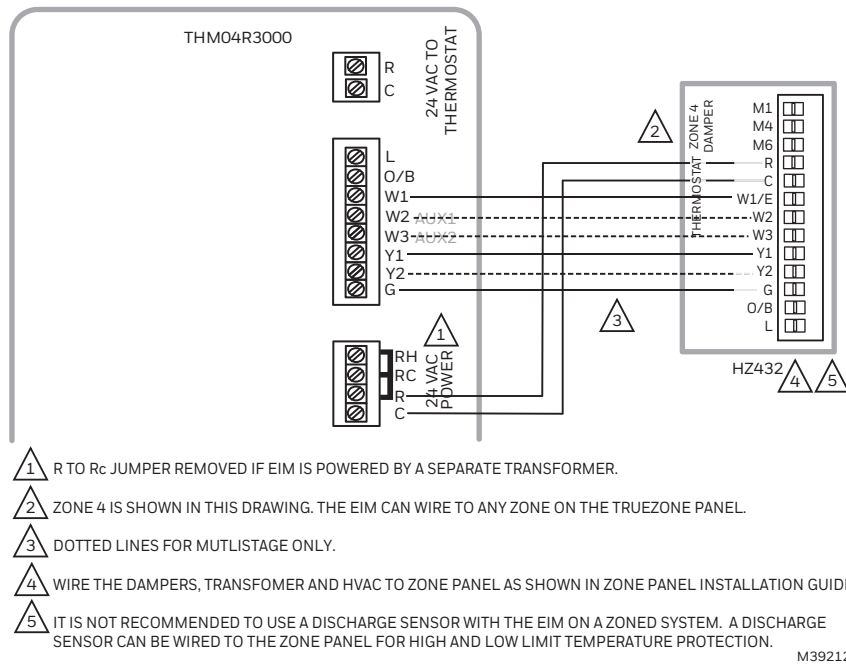 THM04R3000
R
C
24 VAC TO
THERMOSTAT
L
O/B
W1
W2 AUX1
W3 AUX2
Y1
Y2
G
1
RH
RC
R
C
24 VAC
POWER
2
3
ZONE 4
DAMPER
THERMOSTAT
M1
M4
M6
R
C
W1/E
W2
W3
Y1
Y2
G
O/B
L
HZ432
4
5
1 R TO Rc JUMPER REMOVED IF EIM IS POWERED BY A SEPARATE TRANSFORMER.
2 ZONE 4 IS SHOWN IN THIS DRAWING. THE EIM CAN WIRE TO ANY ZONE ON THE TRUEZONE PANEL.
3 DOTTED LINES FOR MUTLISTAGE ONLY.
4 WIRE THE DAMPERS, TRANSFOMER AND HVAC TO ZONE PANEL AS SHOWN IN ZONE PANEL INSTALLATION GUID
5 IT IS NOT RECOMMENDED TO USE A DISCHARGE SENSOR WITH THE EIM ON A ZONED SYSTEM. A DISCHARGE
SENSOR CAN BE WIRED TO THE ZONE PANEL FOR HIGH AND LOW LIMIT TEMPERATURE PROTECTION.
M39212